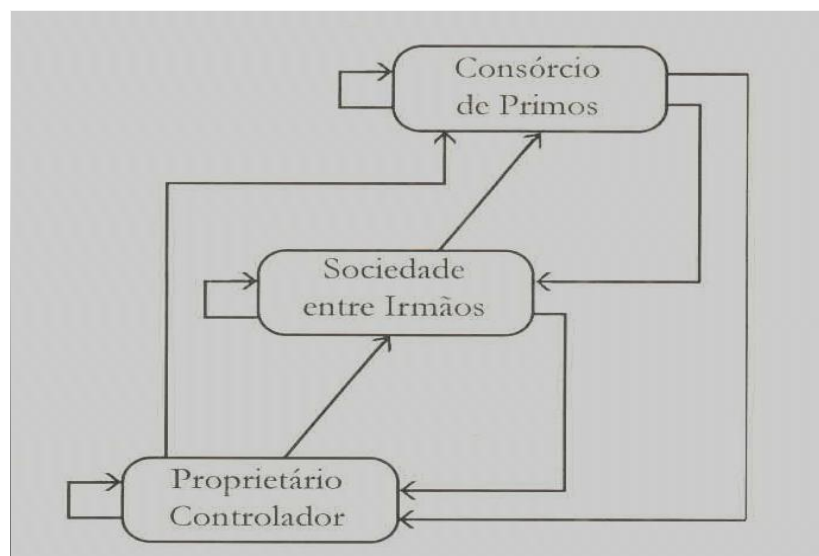 Consórcio
de Primos
Sociedade
entre Irmãos
Proprietário
Controlador